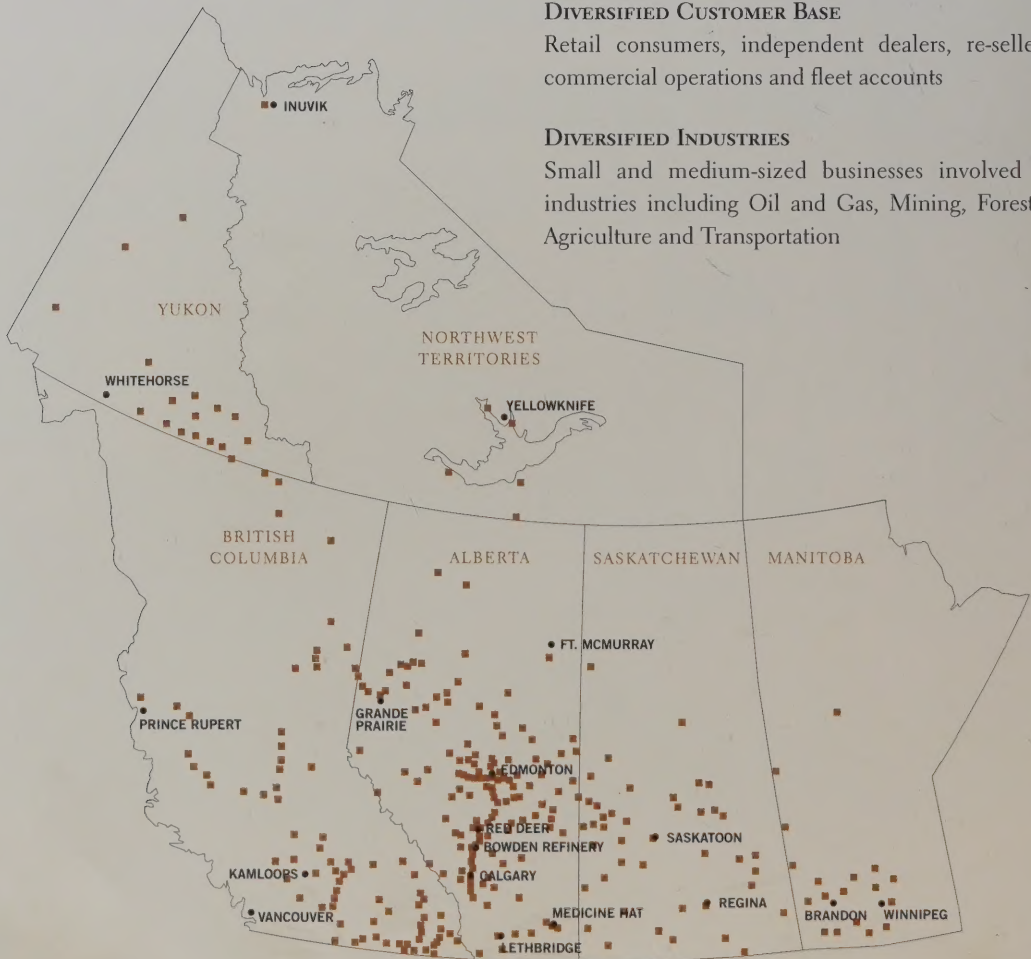 DIVERSIFIED CUSTOMER BASE
Retail consumers, independent dealers,
commercial operations and fleet accounts
DIVERSIFIED INDUSTRIES
Small and medium-sized businesses involved
industries including Oil and Gas, Mining,
Agriculture and Transportation
INUVIK
YUKON
NORTHWEST
TERRITORIES
WHITEHORSE
YELLOWKNIFE
BRITISH
COLUMBIA
ALBERTA
SASKATCHEWAN
MANITOBA
FT. MCMURRAY
PRINCE RUPERT
GRANDE
PRAIRIE
EDMONTON
RED DEER
SASKATOON
BOWDEN REFINERY
KAMLOOPS
CALGARY
VANCOUVER
MEDICINE HAT
REGINA
BRANDON
WINNIPEG
LETHBRIDGE